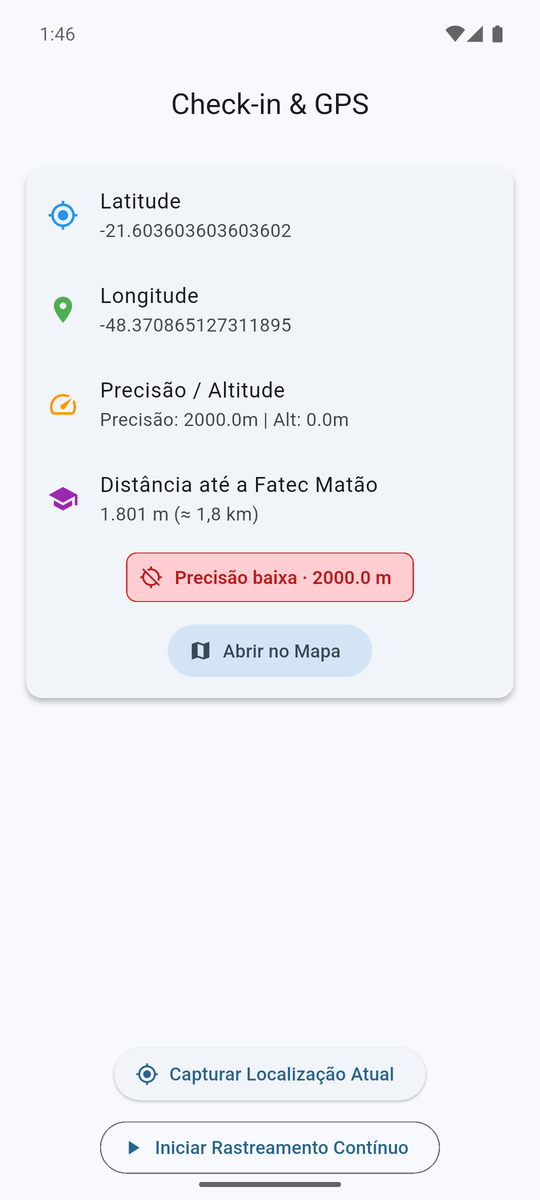 1:46
Check-in & GPS
Latitude
-21.603603603603602
Longitude
-48.370865127311895
Precisão / Altitude
Precisão: 2000.0m | Alt: 0.0m
Distância até a Fatec Matão
1.801 m (≈ 1,8 km)
Precisão baixa · 2000.0 m
Abrir no Mapa
Capturar Localização Atual
Iniciar Rastreamento Contínuo